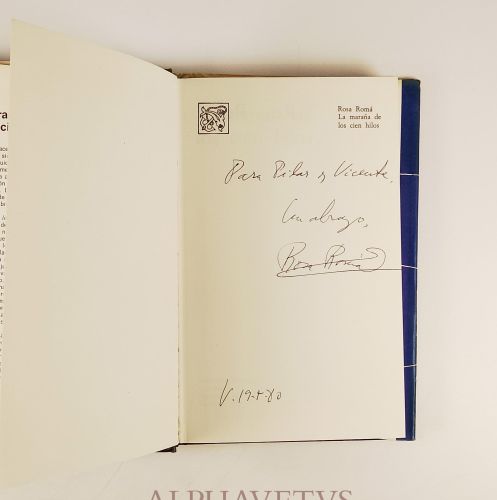 Rosa Romá
La maraña de
los cien hilos
Para Pilar y Vicente,
Un abrazo,
Rosa Romá
V. 19-5-80
ALPHAVETVS